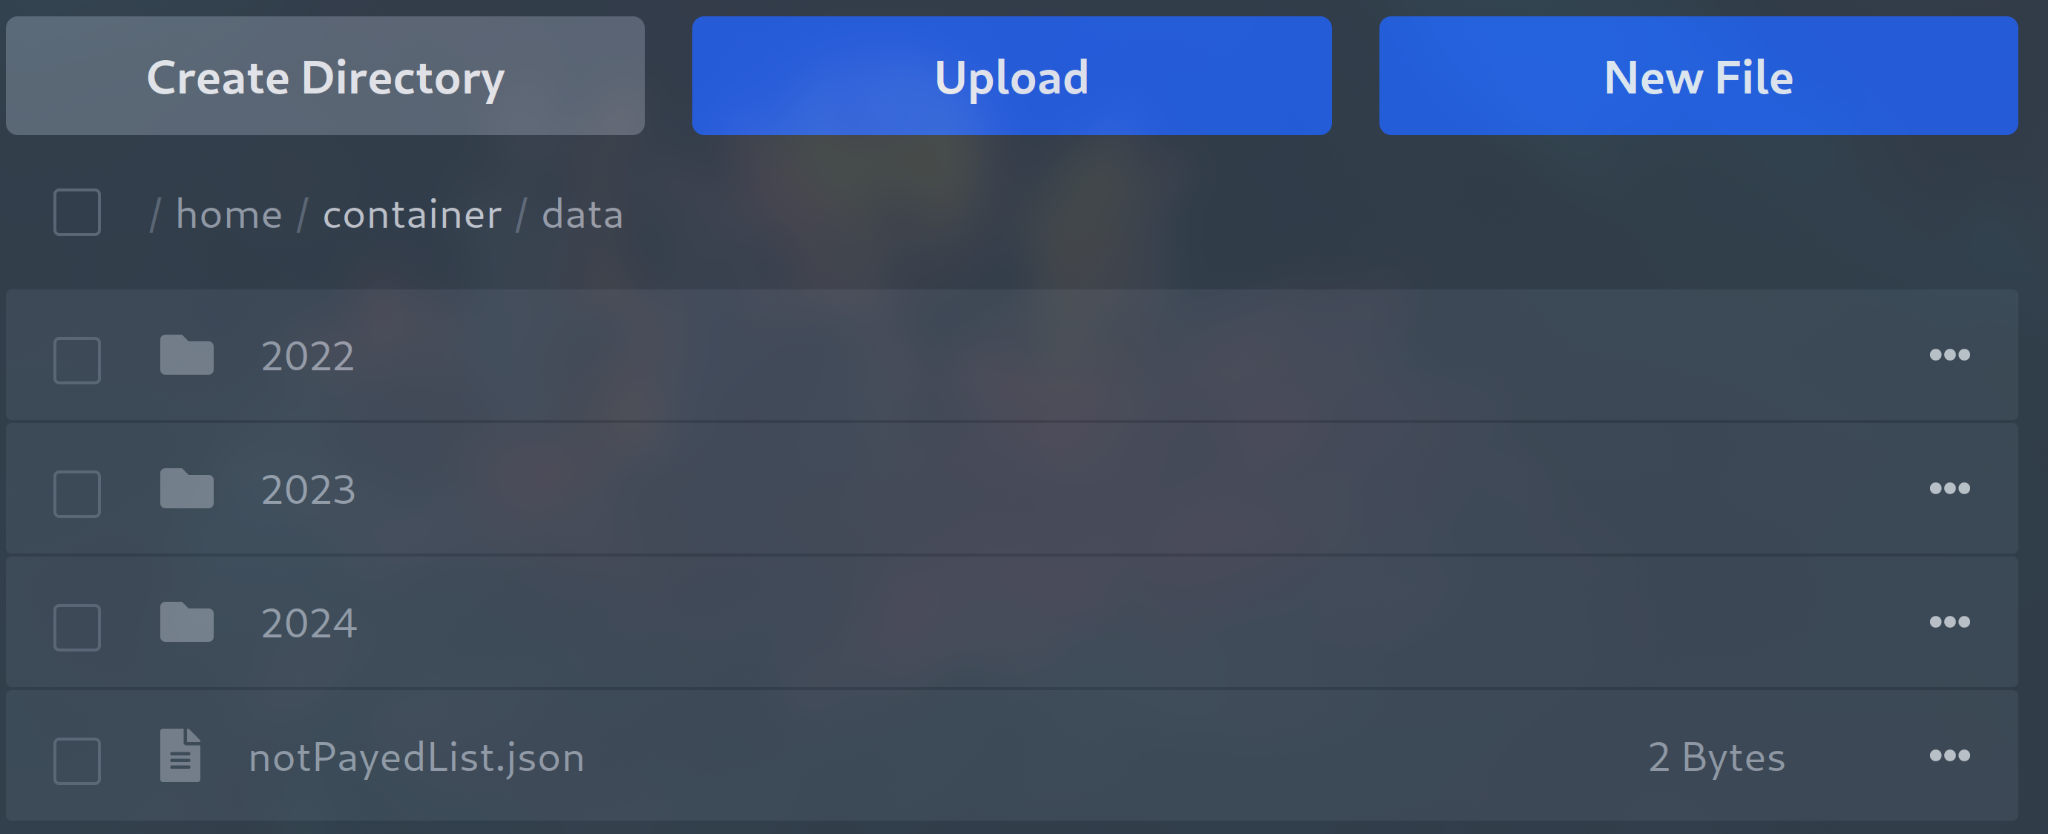 Create Directory Upload New File
/ home / container / data
2022
2023
2024
notPayedList.json 2 Bytes